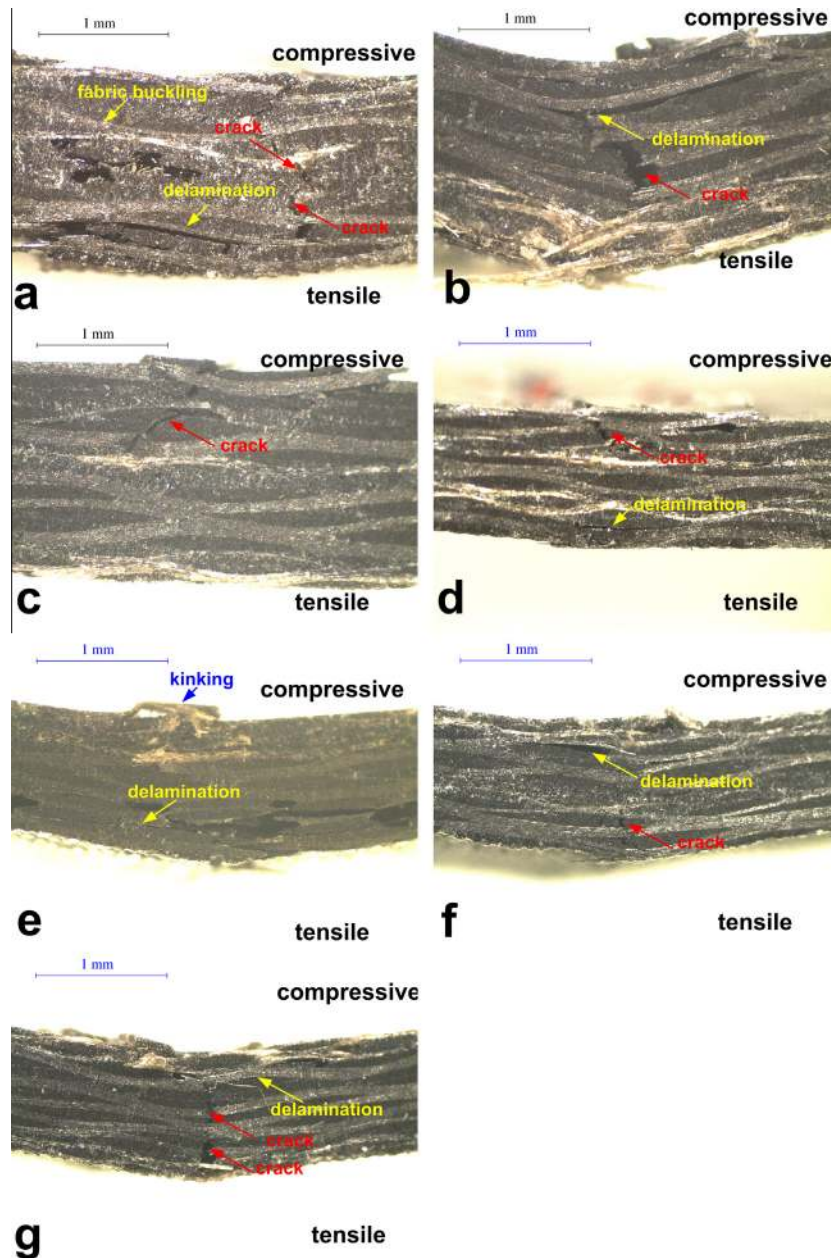 1 mm
compressive
fabric buckling
crack
delamination
crack
tensile
a
1 mm
compressive
delamination
crack
tensile
b
1 mm
compressive
crack
tensile
c
1 mm
compressive
crack
delamination
tensile
d
1 mm
kinking
compressive
delamination
tensile
e
1 mm
compressive
delamination
crack
tensile
f
1 mm
compressive
delamination
crack
crack
tensile
g